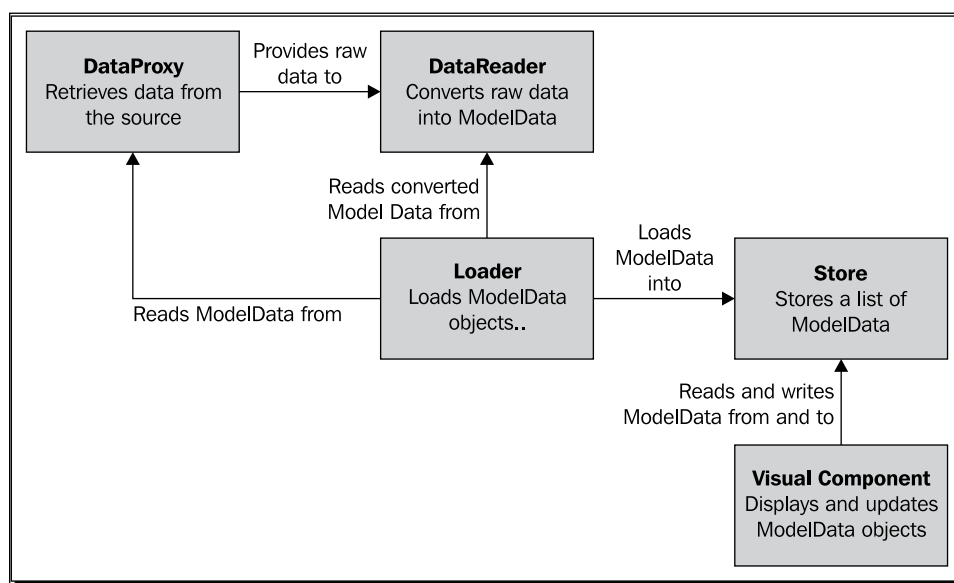 DataProxy
Retrieves data from
the source
Provides raw
data to
DataReader
Converts raw data
into ModelData
Reads converted
Model Data from
Loader
Loads ModelData
objects..
Reads ModelData from
Loads
ModelData
into
Store
Stores a list of
ModelData
Reads and writes
ModelData from and to
Visual Component
Displays and updates
ModelData objects